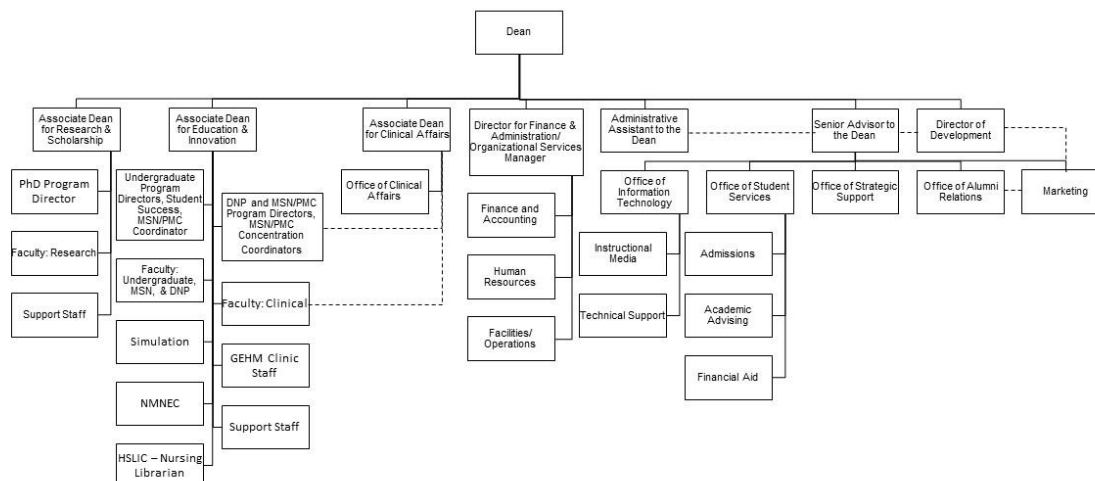 Dean
Associate Dean
for Research &
Scholarship
Associate Dean
for Education &
Innovation
Associate Dean
for Clinical Affairs
Director for Finance &
Administration/
Organizational Services
Manager
Administrative
Assistant to the
Dean
Senior Advisor to
the Dean
Director of
Development
PhD Program
Director
Faculty: Research
Support Staff
Undergraduate
Program
Directors, Student
Success,
MSN/PMC
Coordinator
Faculty:
Undergraduate,
MSN, & DNP
Simulation
NMNEC
HSLIC – Nursing
Librarian
DNP and MSN/PMC
Program Directors,
MSN/PMC
Concentration
Coordinators
Faculty: Clinical
GEHM Clinic
Staff
Support Staff
Office of Clinical
Affairs
Finance and
Accounting
Human
Resources
Facilities/
Operations
Office of
Information
Technology
Instructional
Media
Technical Support
Office of Student
Services
Admissions
Academic
Advising
Financial Aid
Office of Strategic
Support
Office of Alumni
Relations
Marketing